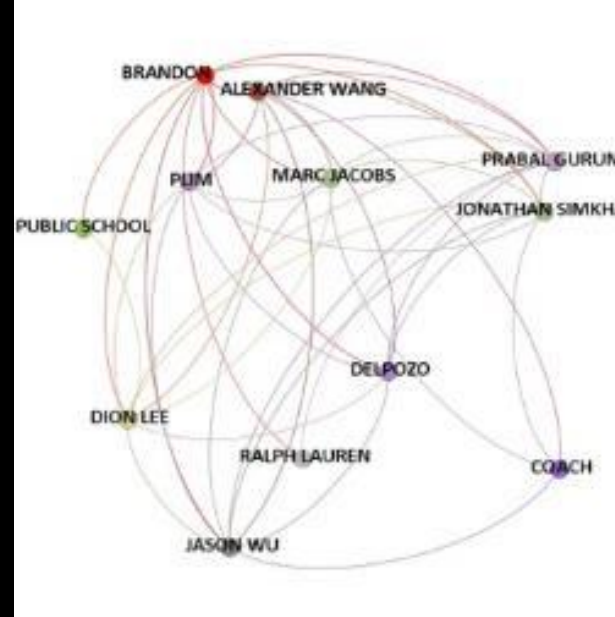 BRANDON
ALEXANDER WANG
PRABAL GURUN
PLIM
MARC JACOBS
JONATHAN SIMKH
PUBLIC SCHOOL
DELPOZO
DION LEE
RALPH LAUREN
COACH
JASON WU